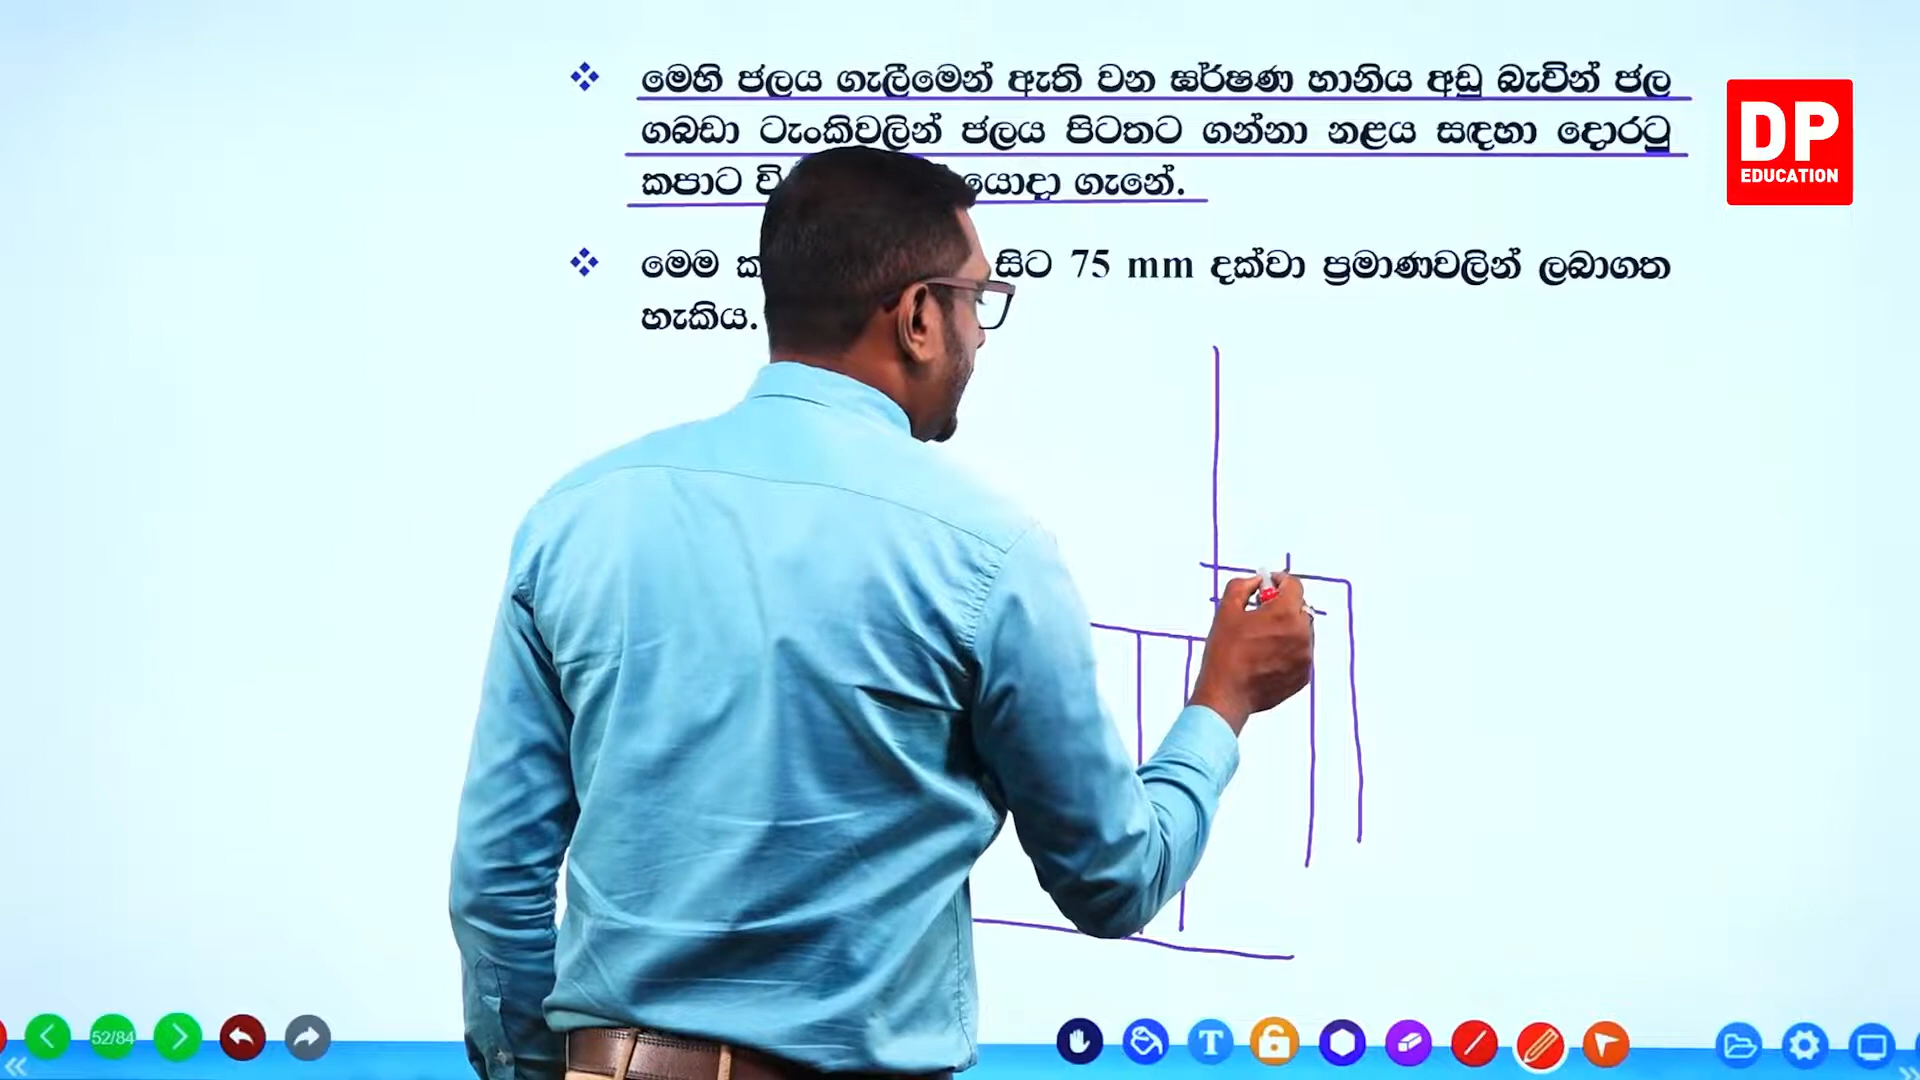 මෙහි ජලය ගැලීමෙන් ඇති වන ඝර්ෂණ හානිය අඩු බැවින් ජල
ගබඩා ටැංකිවලින් ජලය පිටතට ගන්නා නළය සඳහා දොරටු
කපාට යොදා ගැනේ.
මෙම සිට 75 mm දක්වා ප්‍රමාණවලින් ලබාගත
හැකිය.
DP
EDUCATION
52/84
T